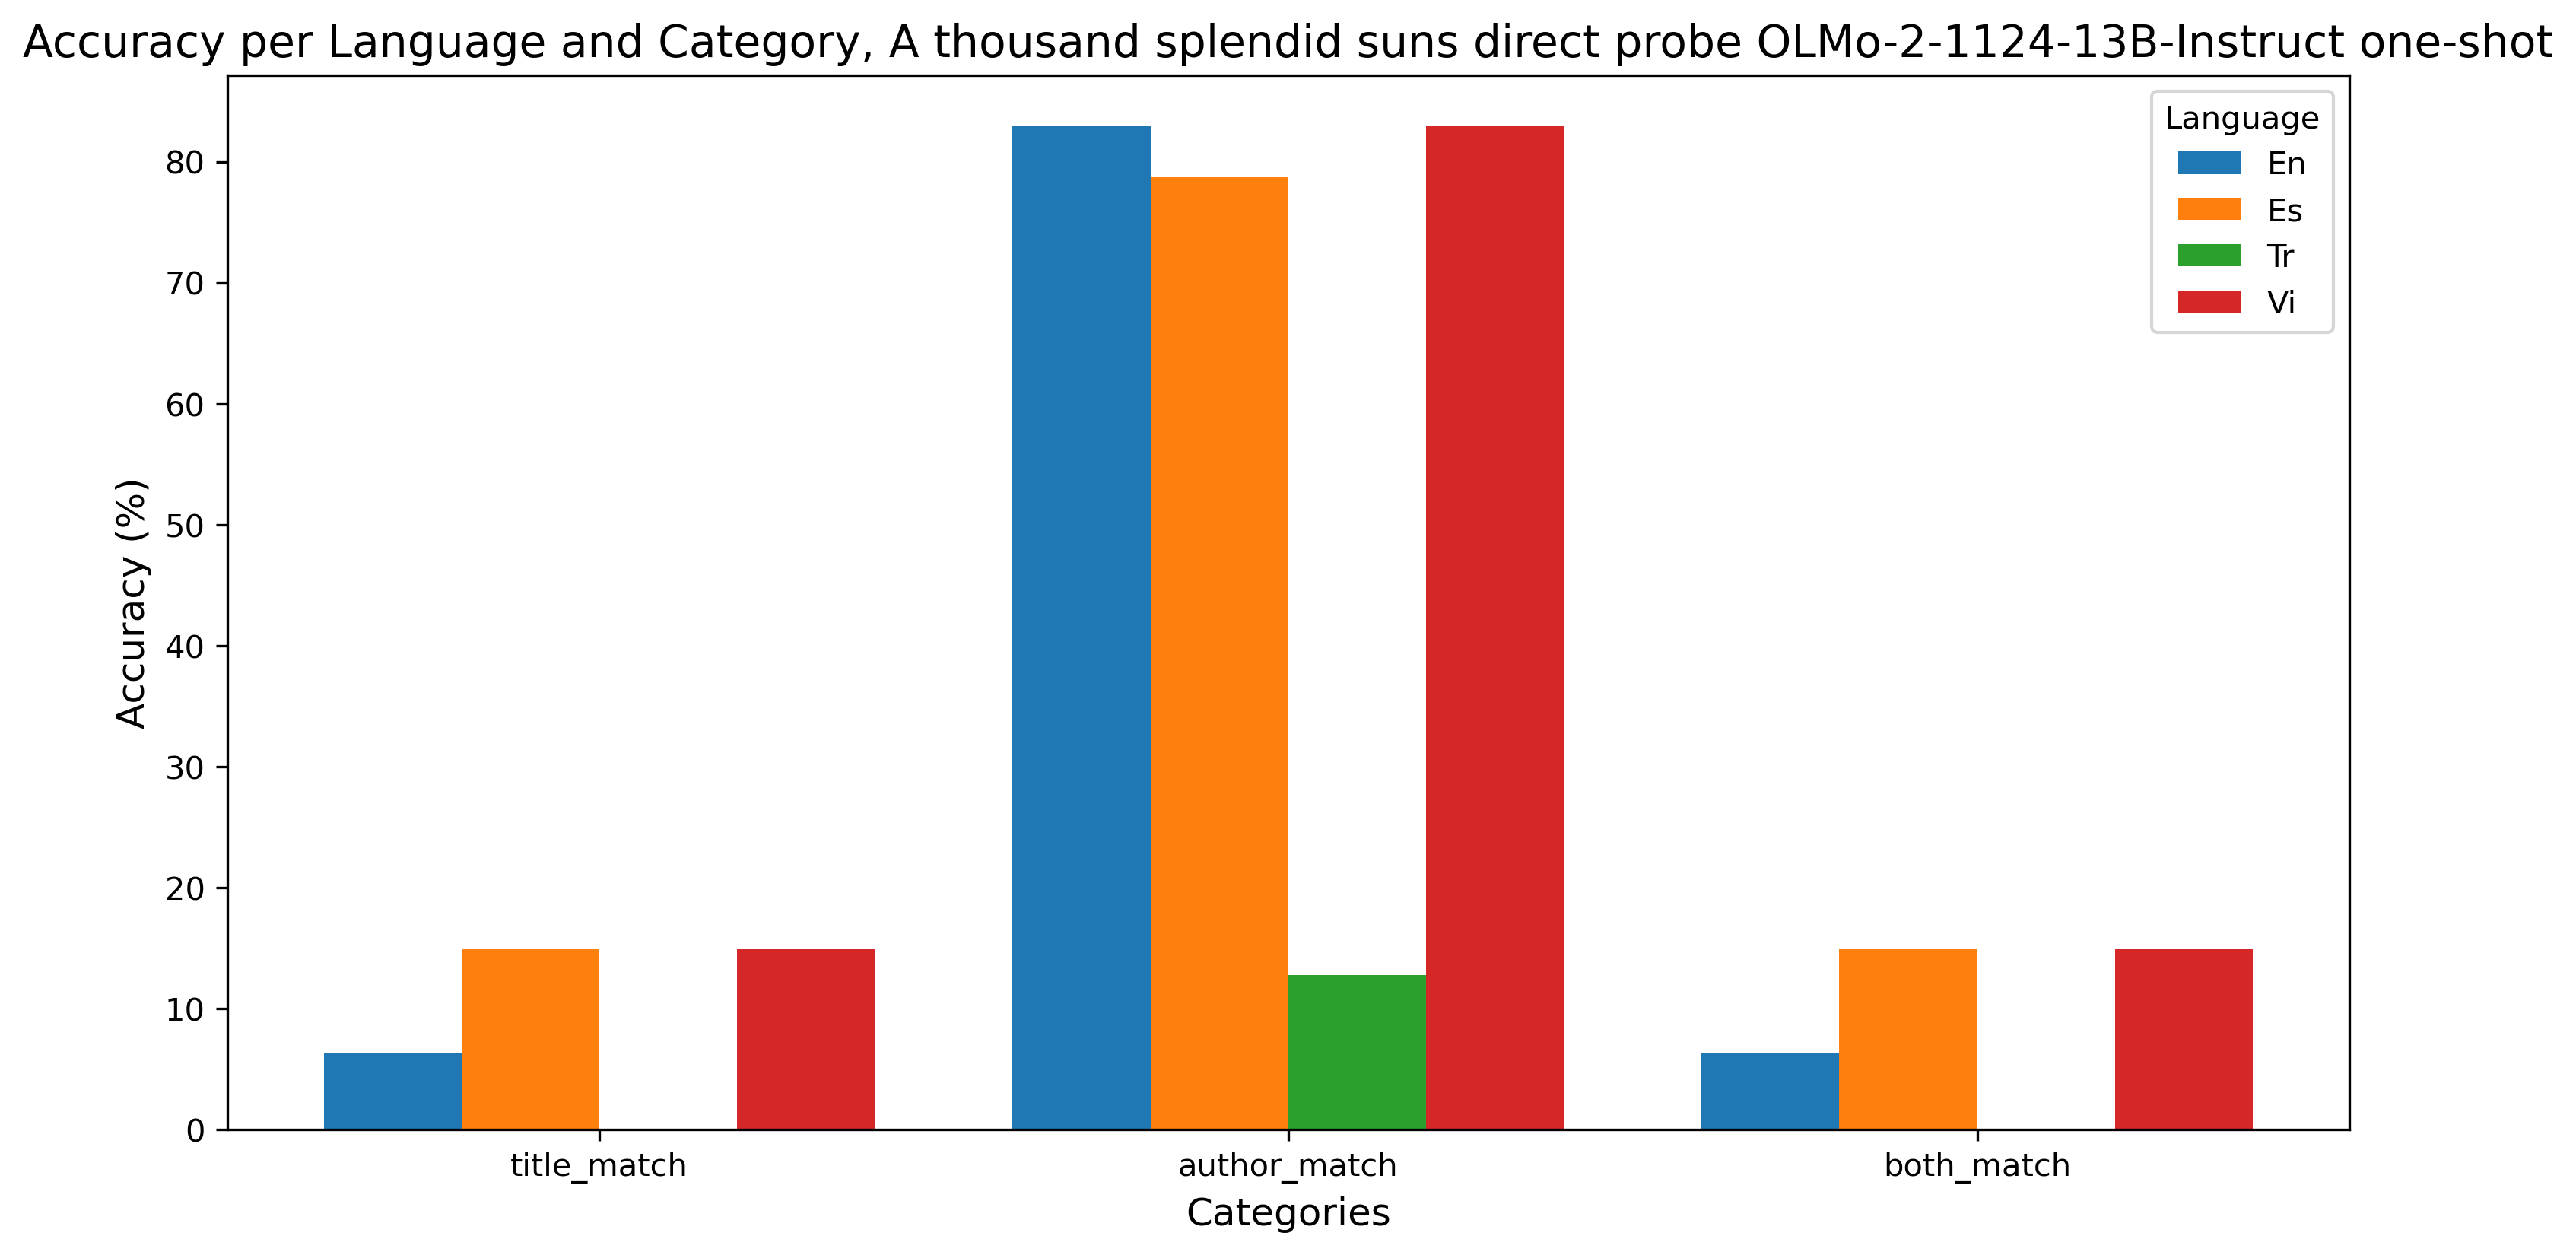 Accuracy per Language and Category, A thousand splendid suns direct probe OLMo-2-1124-13B-Instruct one-shot
Language
En
Es
Tr
Vi
Accuracy (%)
80
70
60
50
40
30
20
10
0
title_match
author_match
both_match
Categories